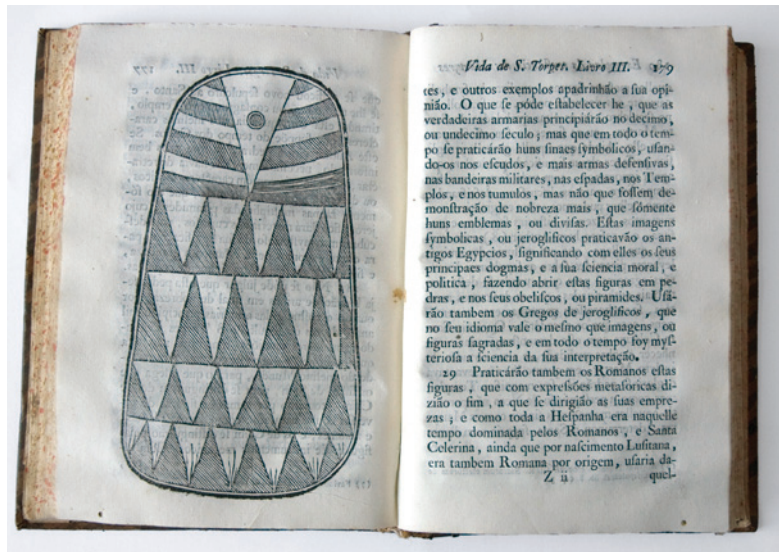 Vida de S. Torpes. Livro III. 179
tes, e outros exemplos apadrinhão a sua opi-
nião. O que ſe póde eſtabelecer he, que as
verdadeiras armarias principiárão no decimo,
ou undecimo ſeculo; mas que em todo o tem-
po ſe praticárão huns ſinaes ſymbolicos, uſan-
do-os nos eſcudos, e mais armas defenſivas,
nas bandeiras militares, nas eſpadas, nos Tem-
plos, e nos tumulos, mas não que foſſem de-
monſtração de nobreza mais, que ſómente
huns emblemas, ou diviſas. Eſtas imagens
ſymbolicas, ou jeroglificos praticavão os an-
tigos Egypcios, ſignificando com elles os ſeus
principaes dogmas, e a ſua ſciencia moral, e
politica, fazendo abrir eſtas figuras em pe-
dras, e nos ſeus obeliſcos, ou piramides. Uſá-
rão tambem os Gregos de jeroglificos, que
no ſeu idioma vale o meſmo que imagens, ou
figuras ſagradas, e em todo o tempo foy myſ-
terioſa a ſciencia da ſua interpretação.
29 Praticárão tambem os Romanos eſtas
figuras, que com expreſsões metaforicas di-
zião o fim, a que ſe dirigião as ſuas empre-
zas; e como toda a Heſpanha era naquelle
tempo dominada pelos Romanos, e Santa
Celerina, ainda que por naſcimento Luſitana,
era tambem Romana por origem, uſaria da-
Z ii quel-